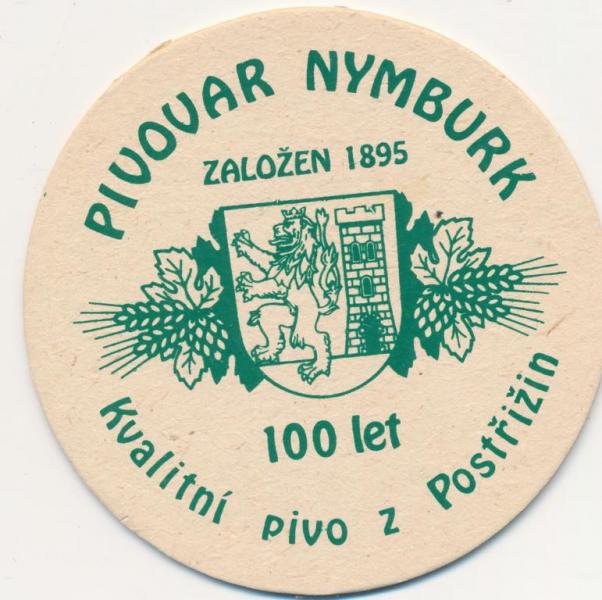 PIVOVAR NYMBURK
ZALOŽEN 1895
100 let
Kvalitní pivo z Postřižin